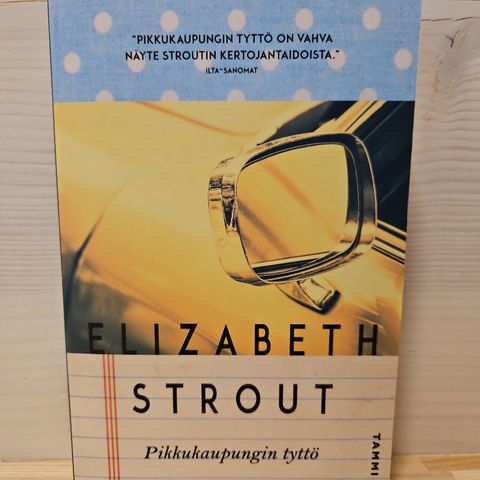 "PIKKUKAUPUNGIN TYTTÖ ON VAHVA
NÄYTE STROUTIN KERTOJANTAIDOISTA."
ILTA-SANOMAT
ELIZABETH
STROUT
Pikkukaupungin tyttö
TAMMI